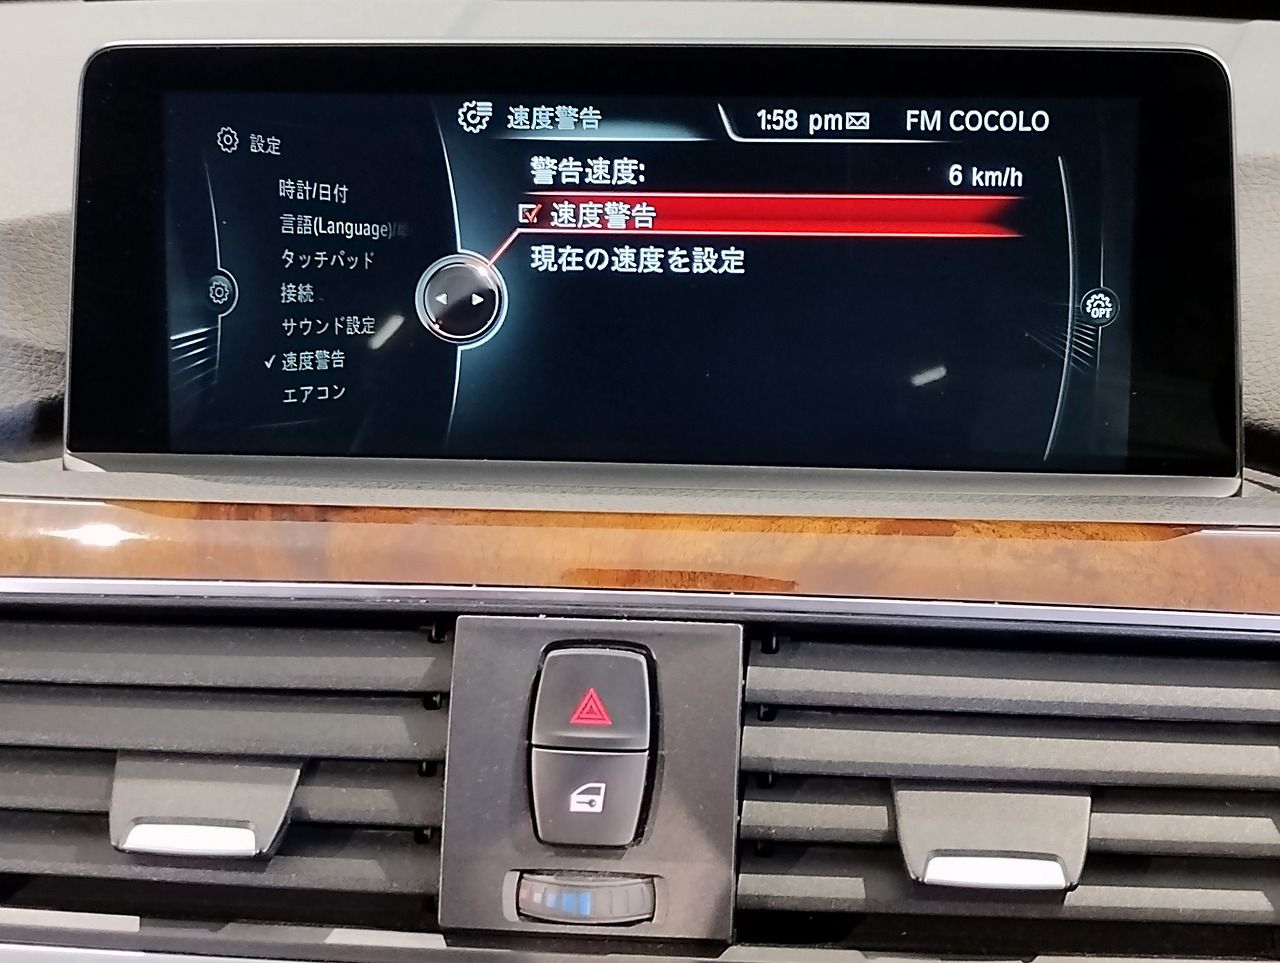 設定
時計/日付
言語(Language)/単
タッチパッド
接続
サウンド設定
✓ 速度警告
エアコン
速度警告
1:58 pm
FM COCOLO
警告速度: 6 km/h
速度警告
現在の速度を設定
OPT